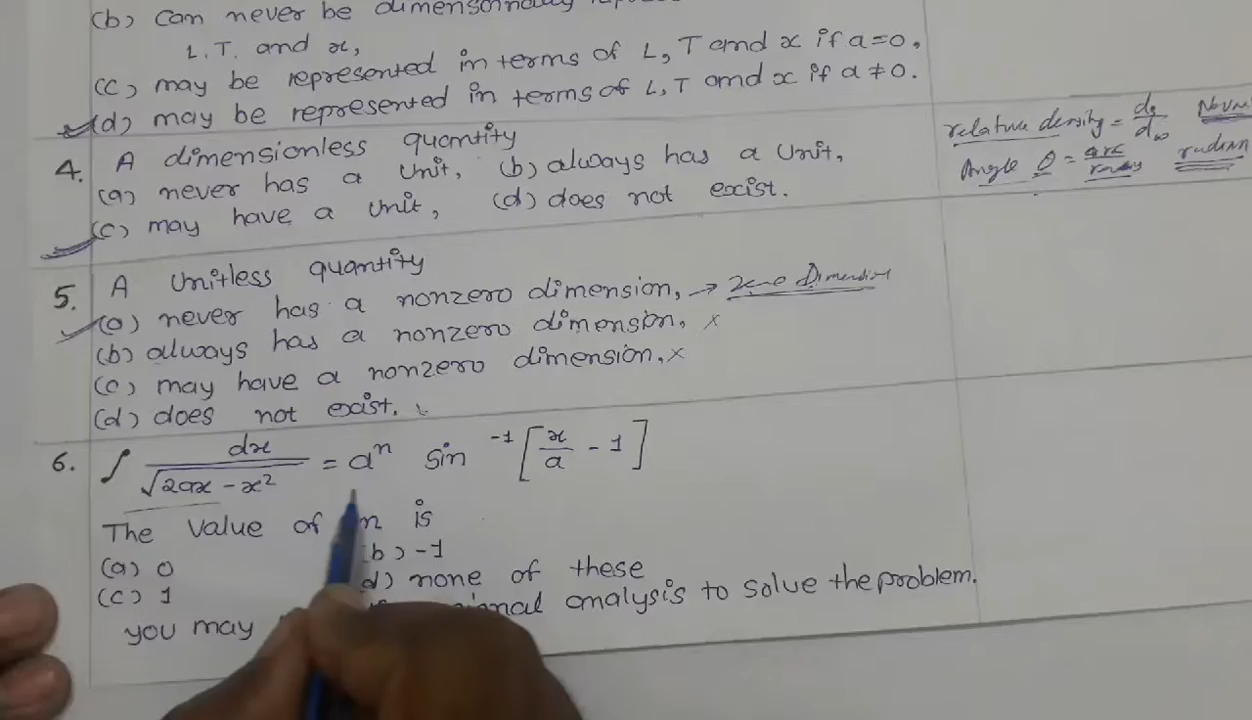 (b) can never be dimensionally
L.T. and x,
(c) may be represented in terms of L, T and x if a=0.
(d) may be represented in terms of L, T and x if a ≠ 0.
4. A dimensionless quantity
(a) never has a unit, (b) always has a unit,
(c) may have a unit, (d) does not exist.
relative density = dw Noun
Angle θ = arc radian
5. A unitless quantity
(a) never has a nonzero dimension, → zero Dimension
(b) always has a nonzero dimension. x
(c) may have a nonzero dimension, x
(d) does not exist.
6. ∫ dx / √2ax - x² = aⁿ sin⁻¹ [x/a - 1]
The value of n is
(a) 0 (b) -1
(c) 1 (d) none of these
you may analysis to solve the problem.